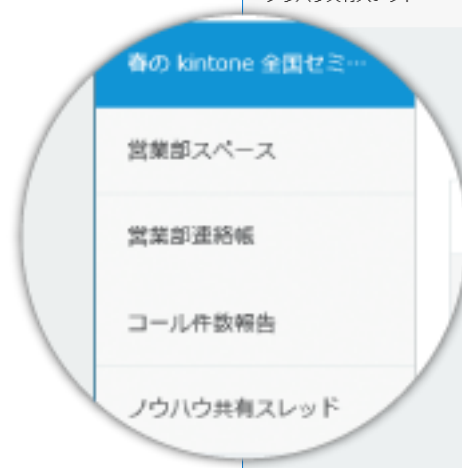 春の kintone 全国セミ…
営業部スペース
営業部連絡帳
コール件数報告
ノウハウ共有スレッド